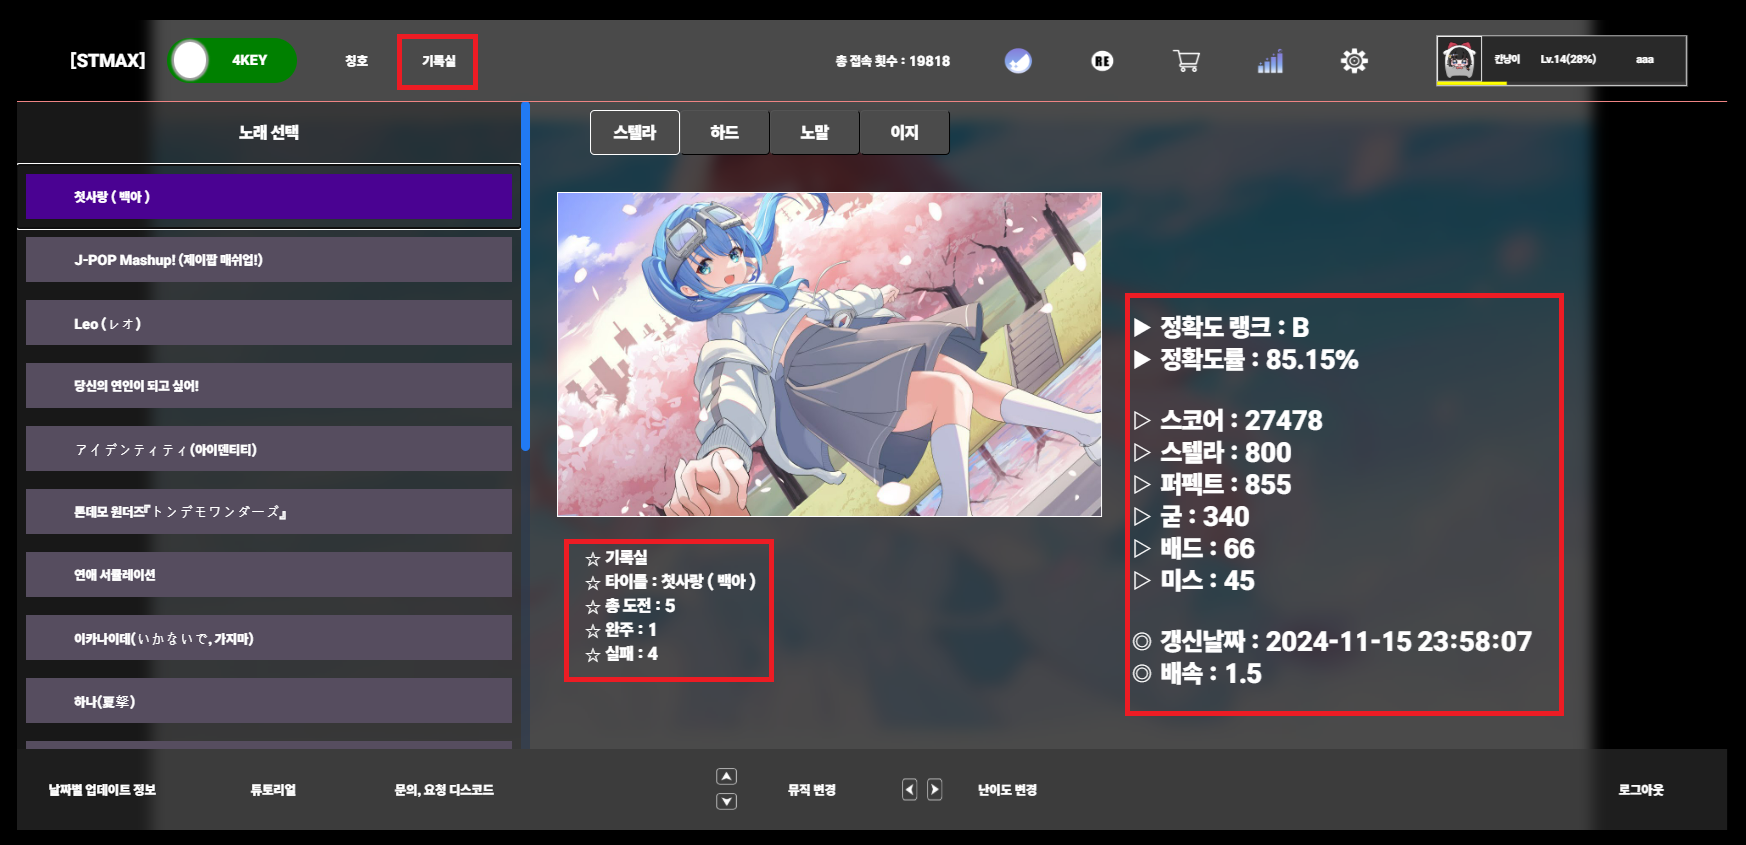 [STMAX]
4KEY
칭호
기록실
총 접속 횟수 : 19818
RE
칸냥이
Lv.14(28%)
aaa
노래 선택
첫사랑 ( 백아 )
J-POP Mashup! (제이팝 매쉬업!)
Leo (レオ)
당신의 연인이 되고 싶어!
アイデンティティ(아이덴티티)
톤데모 원더즈『トンデモワンダーズ』
연애 서큘레이션
이카나이데(いかないで, 가지마)
스텔라
하드
노말
이지
☆ 기록실
☆ 타이틀 : 첫사랑 ( 백아 )
☆ 총 도전 : 5
☆ 완주 : 1
☆ 실패 : 4
▶ 정확도 랭크 : B
▶ 정확도률 : 85.15%
▷ 스코어 : 27478
▷ 스텔라 : 800
▷ 퍼펙트 : 855
▷ 굳 : 340
▷ 배드 : 66
▷ 미스 : 45
◎ 갱신날짜 : 2024-11-15 23:58:07
◎ 배속 : 1.5
날짜별 업데이트 정보
튜토리얼
문의, 요청 디스코드
뮤직 변경
난이도 변경
로그아웃